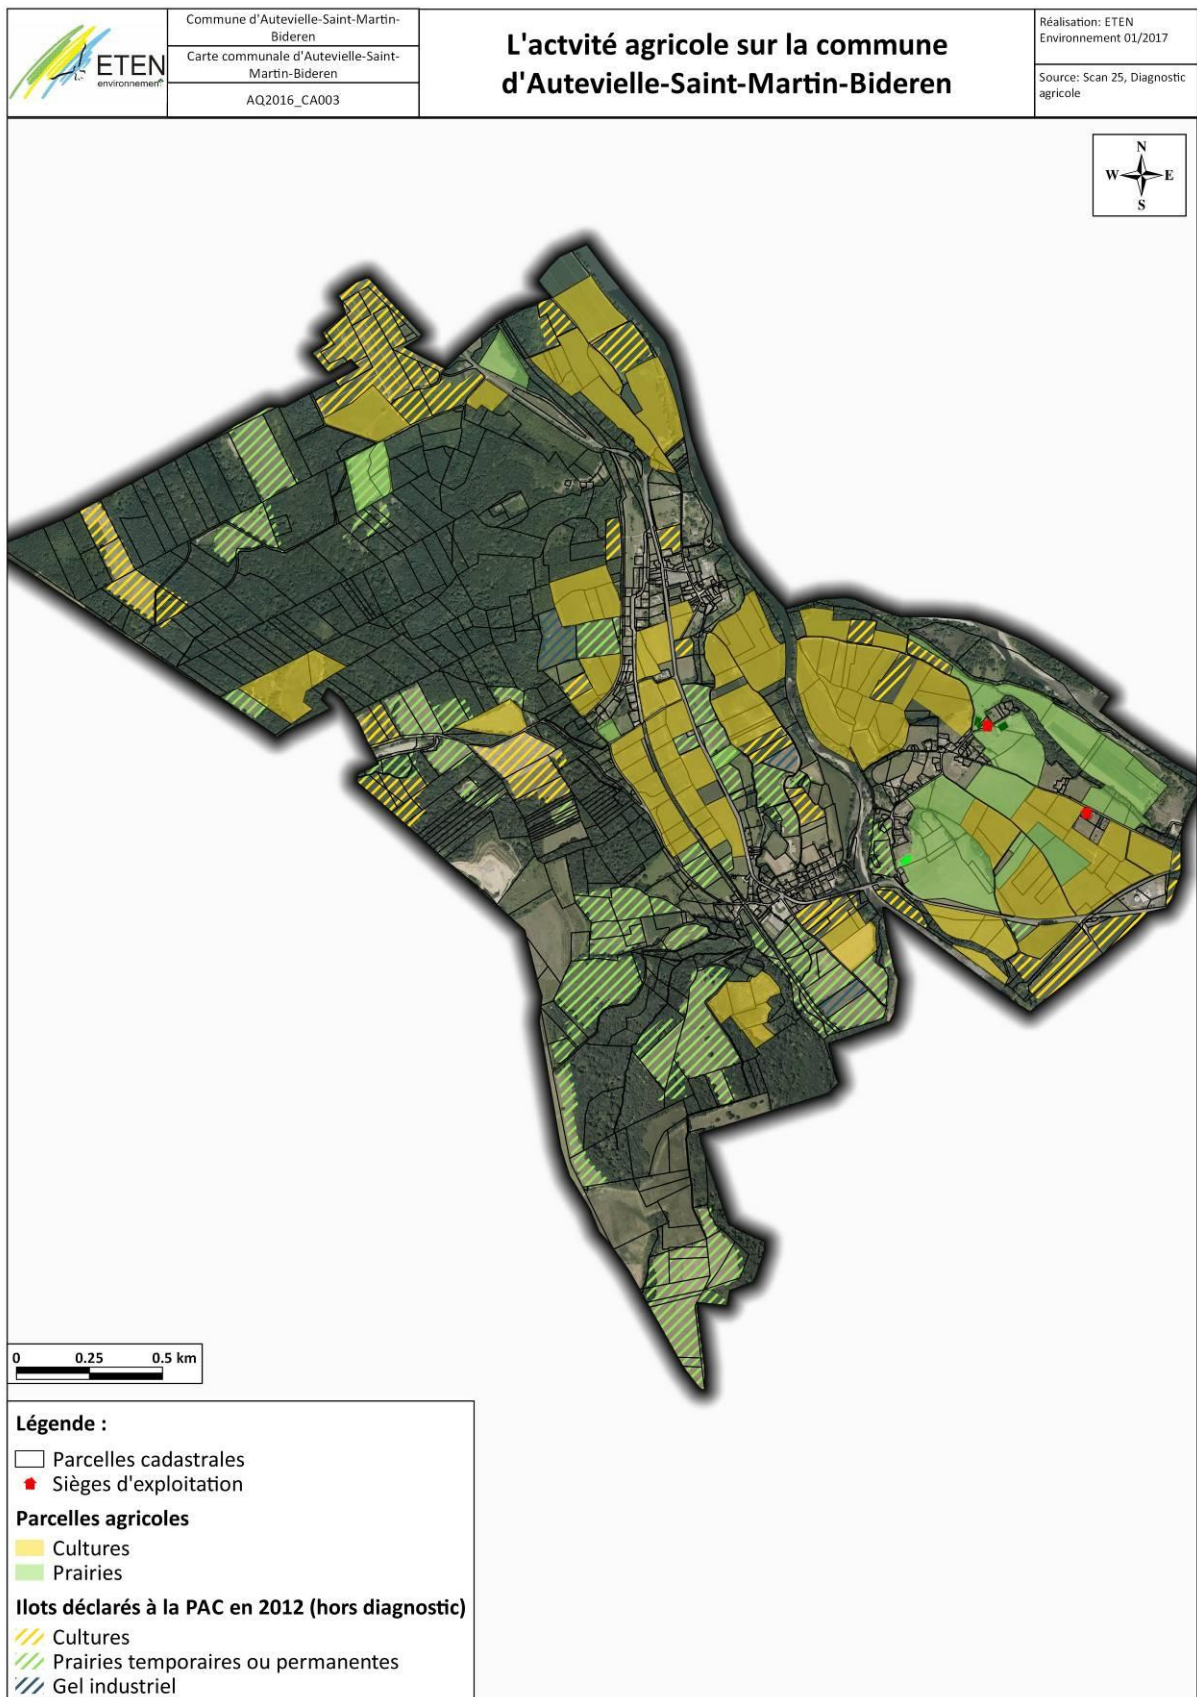 ETEN
environnement
Commune d'Autevielle-Saint-Martin-
Bideren
Carte communale d'Autevielle-Saint-
Martin-Bideren
AQ2016_CA003
L'actvité agricole sur la commune
d'Autevielle-Saint-Martin-Bideren
Réalisation: ETEN
Environnement 01/2017
Source: Scan 25, Diagnostic
agricole
N
W E
S
0 0.25 0.5 km
Légende :
Parcelles cadastrales
Sièges d'exploitation
Parcelles agricoles
Cultures
Prairies
Ilots déclarés à la PAC en 2012 (hors diagnostic)
Cultures
Prairies temporaires ou permanentes
Gel industriel